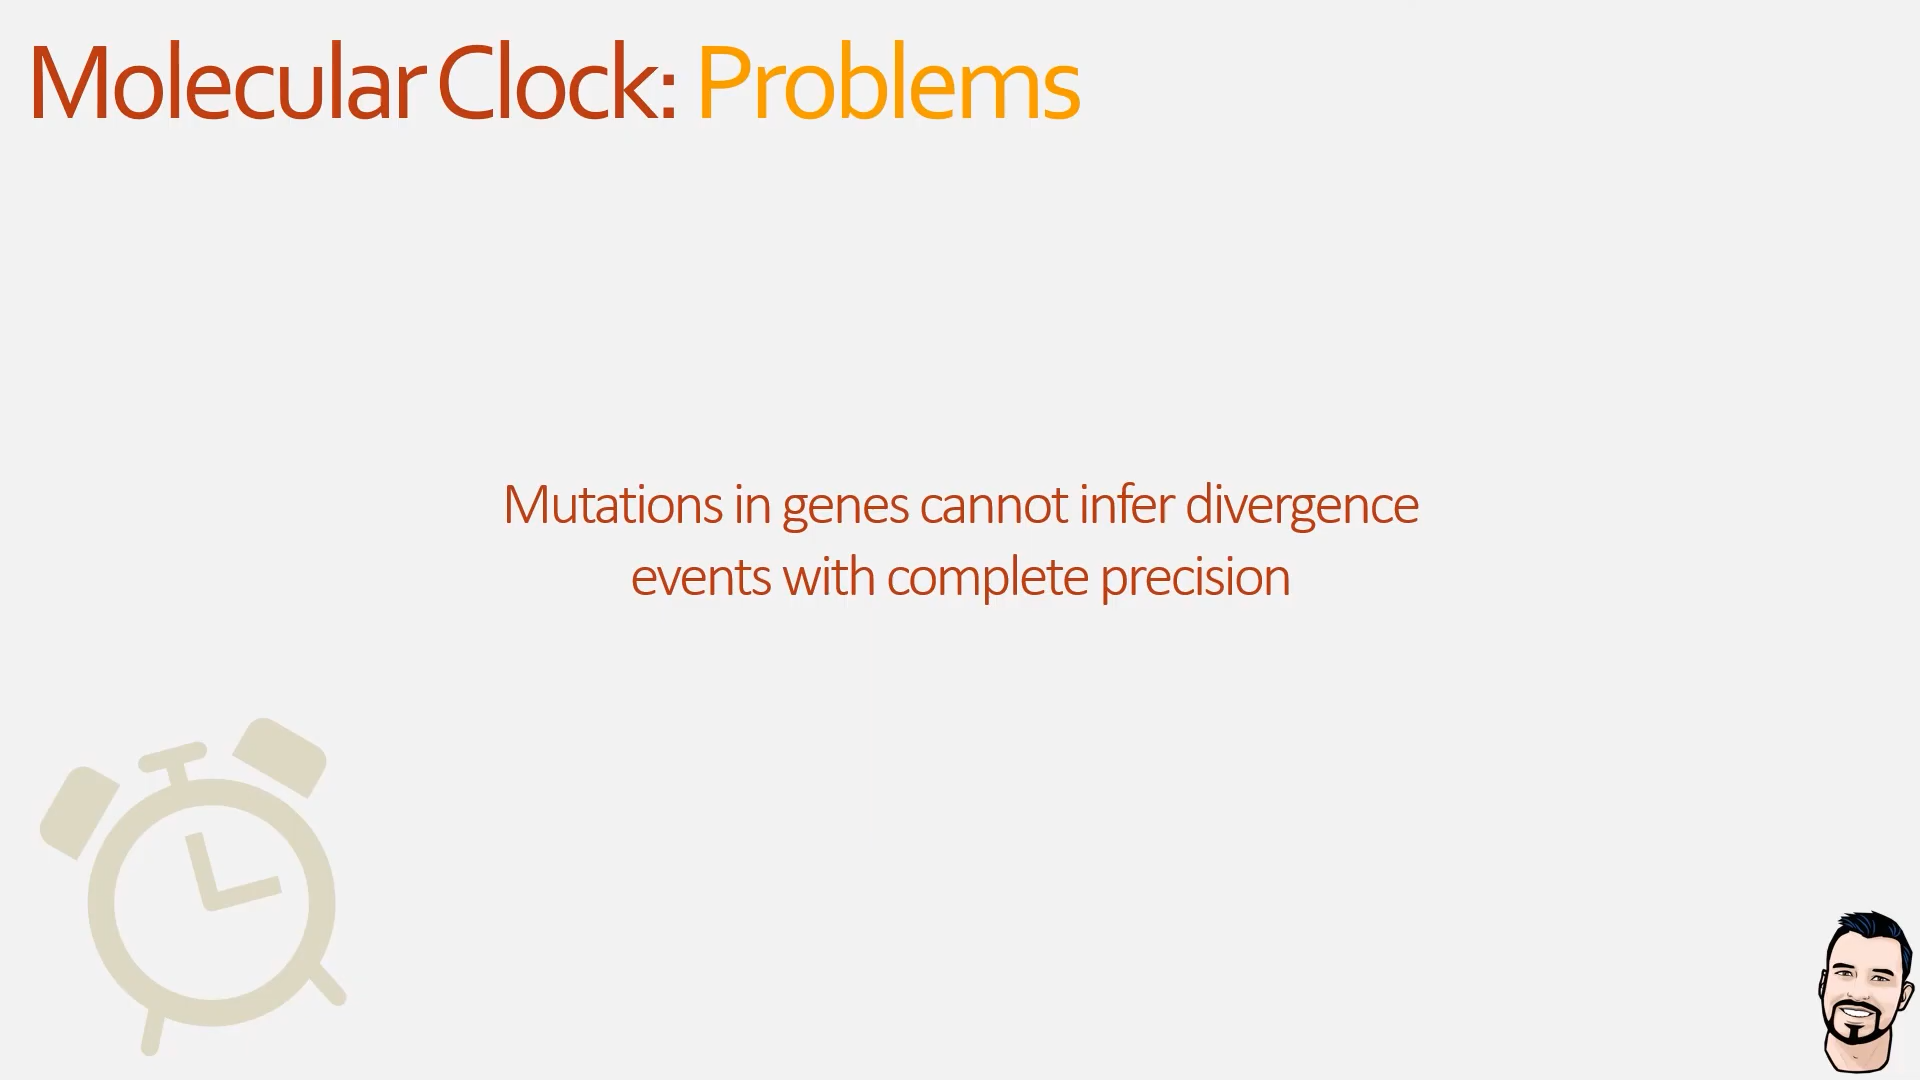 Molecular Clock: Problems
Mutations in genes cannot infer divergence
events with complete precision